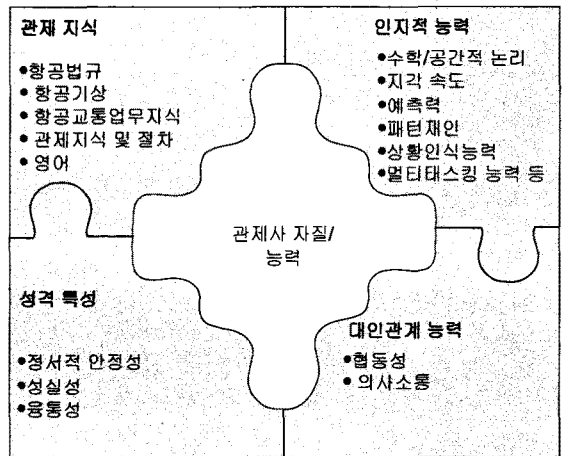 관제 지식
•항공법규
• 항공기상
• 항공교통업무지식
• 관제지식 및 절차
• 영어
인지적 능력
•수학/공간적 논리
•지각 속도
•예측력
•패턴재인
•상황인식능력
•멀티태스킹 능력 등
관제사 자질/
능력
성격 특성
•정서적 안정성
•성실성
•융통성
대인관계 능력
•협동성
• 의사소통